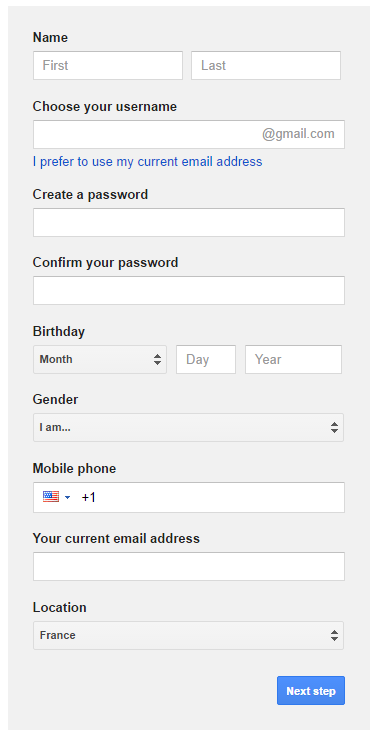 Name
First Last
Choose your username
@gmail.com
I prefer to use my current email address
Create a password
Confirm your password
Birthday
Month Day Year
Gender
I am...
Mobile phone
+1
Your current email address
Location
France
Next step